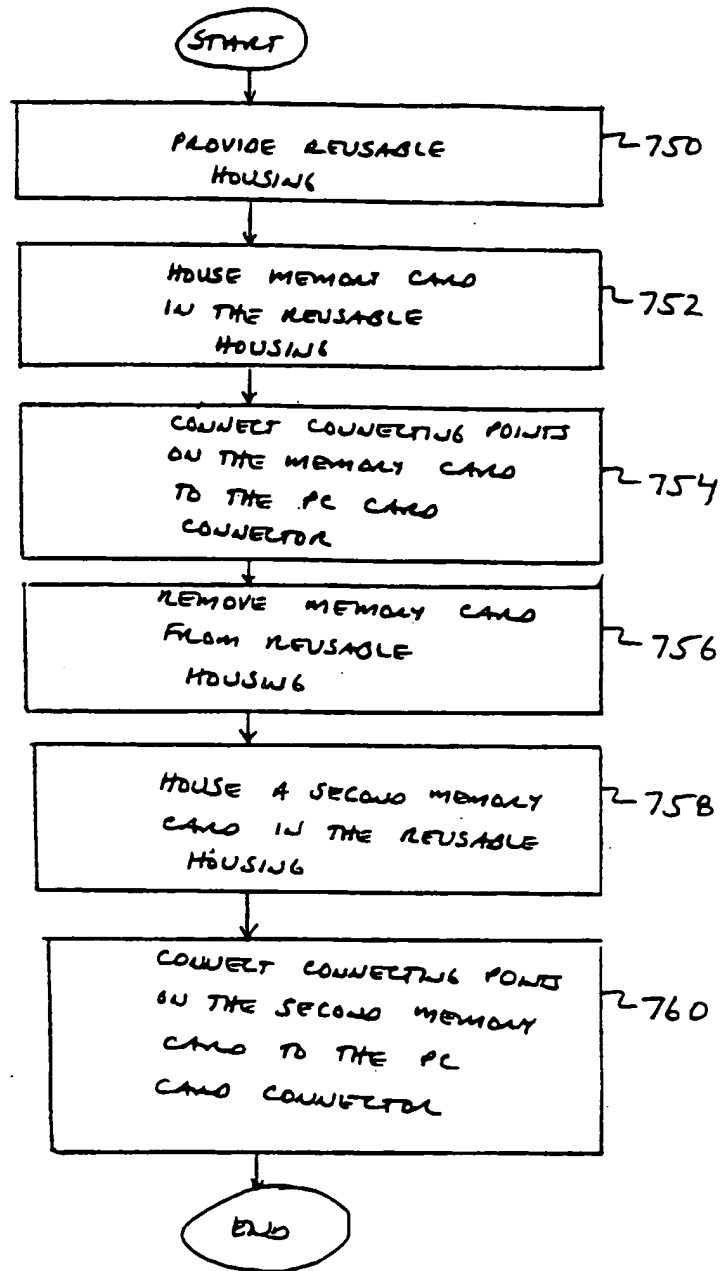 START
PROVIDE REUSABLE
HOUSING
750
HOUSE MEMORY CARD
IN THE REUSABLE
HOUSING
752
CONNECT CONNECTING POINTS
ON THE MEMORY CARD
TO THE PC CARD
CONNECTOR
754
REMOVE MEMORY CARD
FROM REUSABLE
HOUSING
756
HOUSE A SECOND MEMORY
CARD IN THE REUSABLE
HOUSING
758
CONNECT CONNECTING POINTS
ON THE SECOND MEMORY
CARD TO THE PC
CARD CONNECTOR
760
END